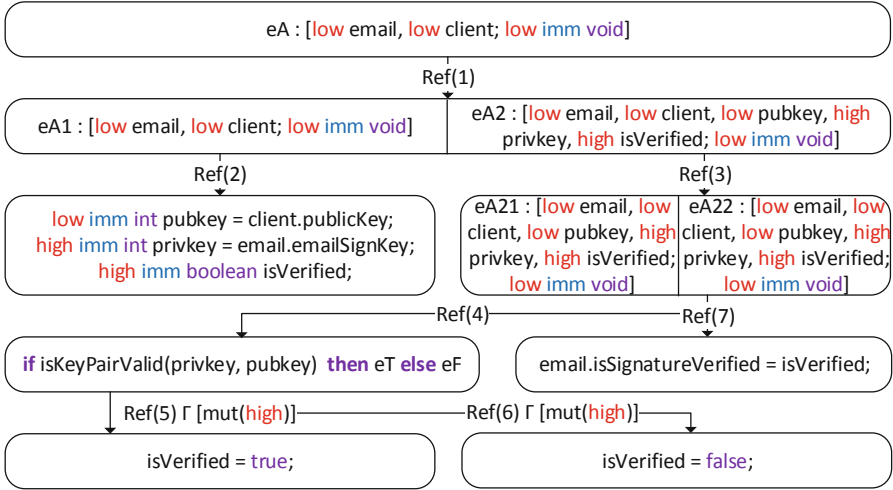 eA : [low email, low client; low imm void]
Ref(1)
eA1 : [low email, low client; low imm void]
eA2 : [low email, low client, low pubkey, high
privkey, high isVerified; low imm void]
Ref(2)
Ref(3)
low imm int pubkey = client.publicKey;
high imm int privkey = email.emailSignKey;
high imm boolean isVerified;
eA21 : [low email, low
client, low pubkey, high
privkey, high isVerified;
low imm void]
eA22 : [low email, low
client, low pubkey, high
privkey, high isVerified;
low imm void]
Ref(4)
Ref(7)
if isKeyPairValid(privkey, pubkey) then eT else eF
email.isSignatureVerified = isVerified;
Ref(5) Γ [mut(high)]
Ref(6) Γ [mut(high)]
isVerified = true;
isVerified = false;